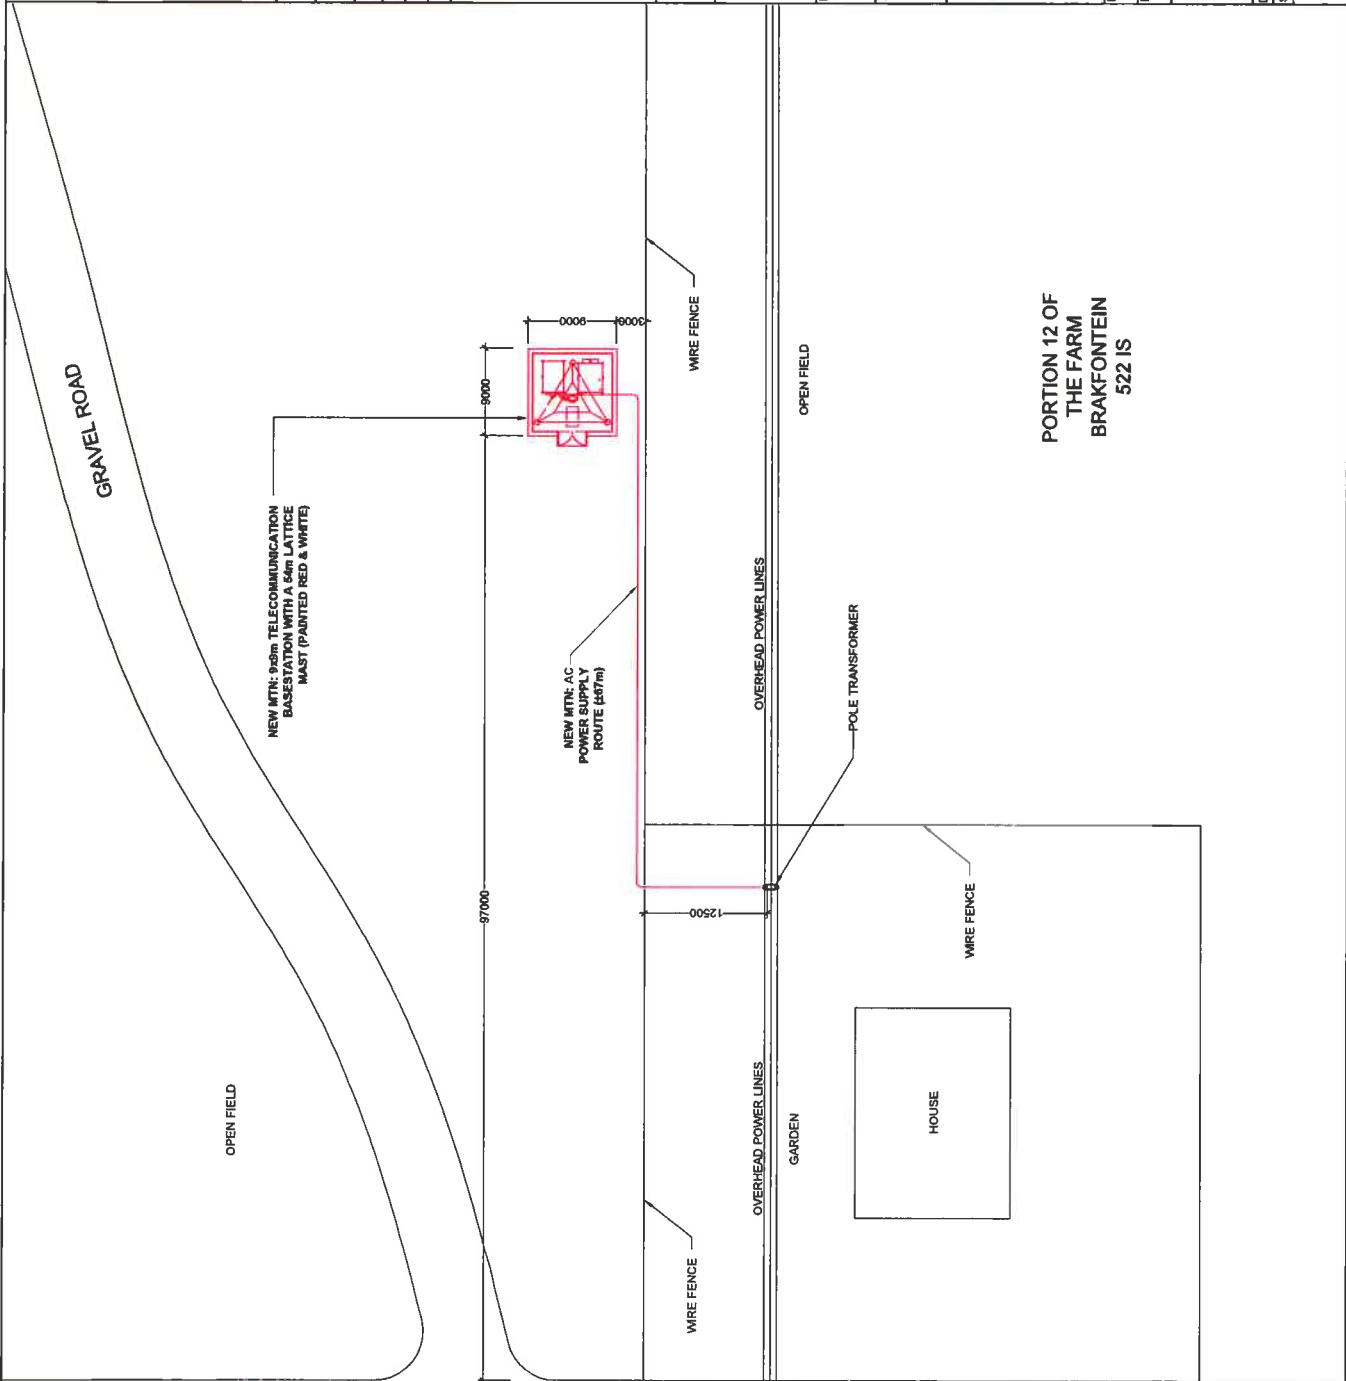 GRAVEL ROAD
NEW MTN: 9x9m TELECOMMUNICATION
BASESTATION WITH A 54m LATTICE
MAST (PAINTED RED & WHITE)
9000
9000
3000
WIRE FENCE
OPEN FIELD
PORTION 12 OF
THE FARM
BRAKFONTEIN
522 IS
NEW MTN: AC
POWER SUPPLY
ROUTE (±67m)
OVERHEAD POWER LINES
POLE TRANSFORMER
97000
12500
WIRE FENCE
OPEN FIELD
OVERHEAD POWER LINES
GARDEN
HOUSE
WIRE FENCE